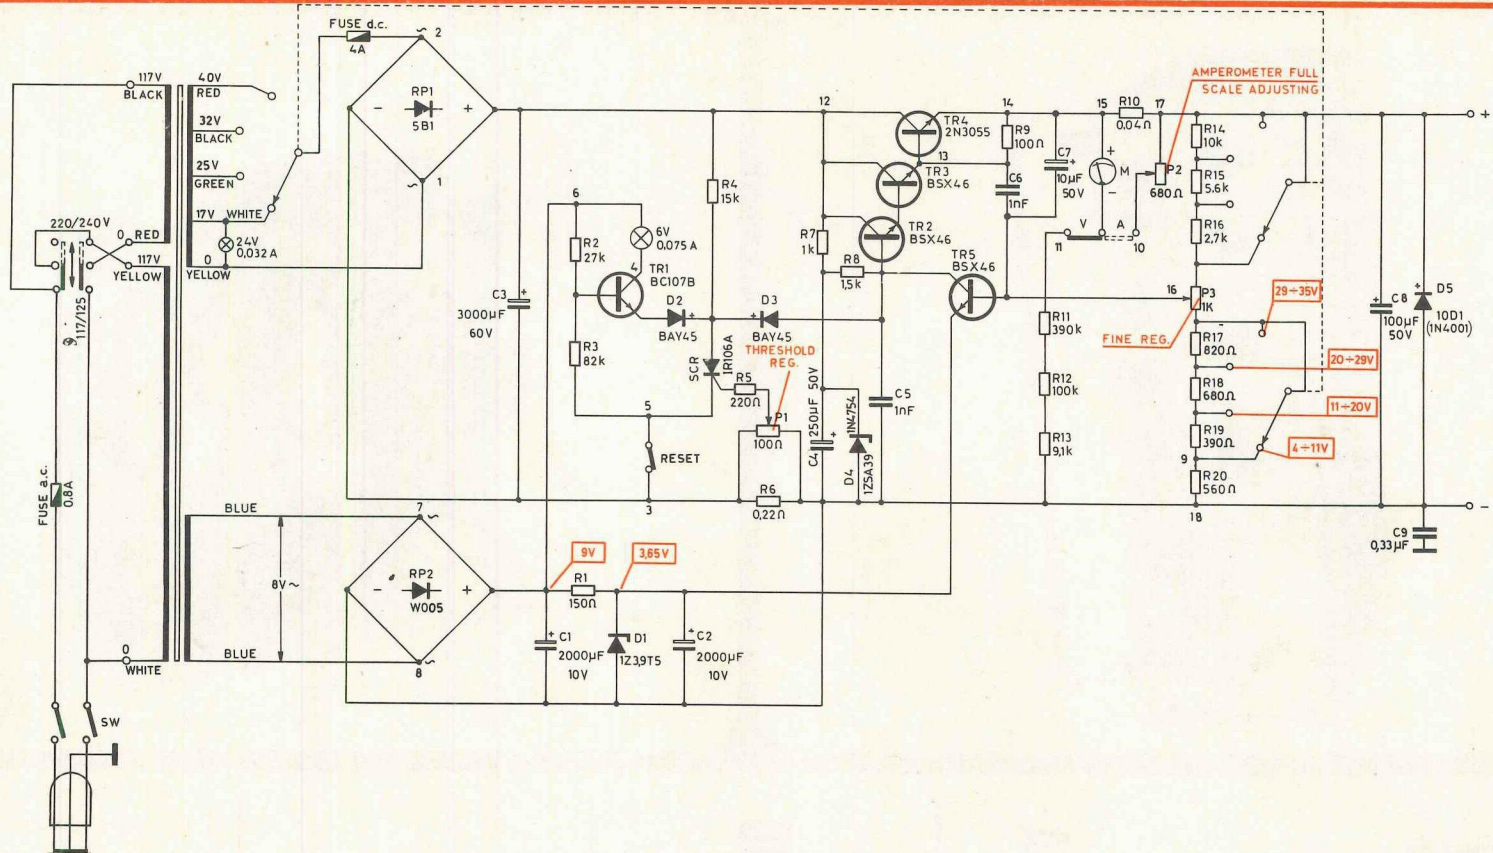 FUSE d.c.
4A
2
117V
BLACK
40V
RED
32V
BLACK
25V
GREEN
17V
WHITE
24V
0,032A
0
YELLOW
220/240V
0
RED
117V
YELLOW
117/125
FUSE a.c.
0.8A
0
WHITE
SW
RP1
5B1
~
~
-
+
1
BLUE
7
8V~
RP2
W005
~
~
-
+
BLUE
8
C3
3000µF
60V
6
R2
27k
R3
82k
6V
0,075A
4
TR1
BC107B
D2
BAY45
D3
BAY45
R4
15k
SCR
1R106A
THRESHOLD
REG.
R5
220Ω
P1
100Ω
5
RESET
3
R6
0,22Ω
9V
R1
150Ω
3,65V
C1
2000µF
10V
D1
1Z3,9T5
C2
2000µF
10V
12
TR4
2N3055
13
TR3
BSX46
TR2
BSX46
R7
1k
R8
1,5k
TR5
BSX46
C4 250µF 50V
D4
1N4754
1ZSA39
C5
1nF
14
R9
100Ω
C6
1nF
C7
10µF
50V
15
M
R10
0.04Ω
17
V
A
11
10
P2
680Ω
AMPEROMETER FULL
SCALE ADJUSTING
R11
390k
R12
100k
R13
9,1k
R14
10k
R15
5.6k
R16
2,7k
16
P3
1K
FINE REG.
R17
820Ω
R18
680Ω
R19
390Ω
9
R20
560Ω
18
29÷35V
20÷29V
11÷20V
4÷11V
C8
100µF
50V
D5
10D1
(1N4001)
C9
0,33µF
+
-